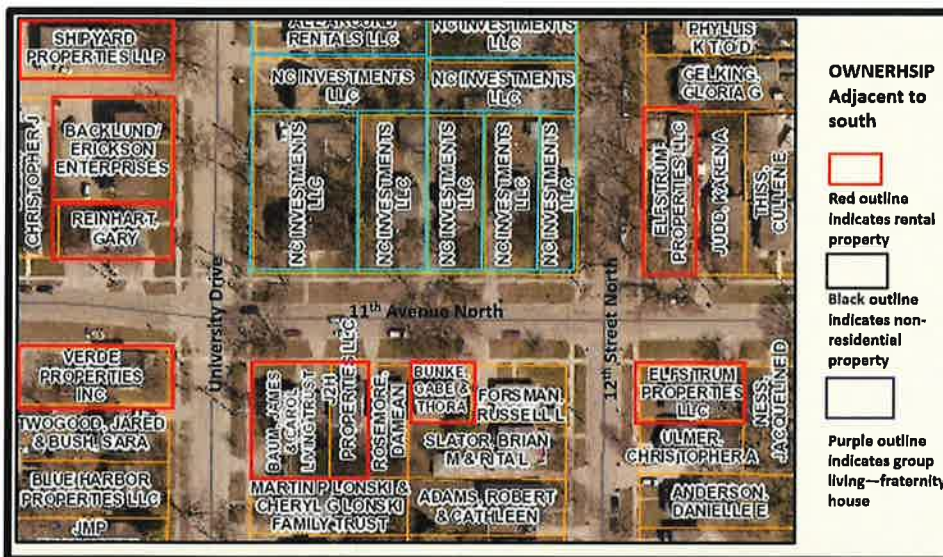 SHIPYARD
PROPERTIES LLP
BACKLUND/
ERICKSON
ENTERPRISES
CHRISTOPHER J
REINHART,
GARY
VERDE
PROPERTIES
INC
TWOGOOD, JARED
& BUSH, SARA
BLUE HARBOR
PROPERTIES LLC
JMP
University Drive
ALL AROUND
RENTALS LLC
NC INVESTMENTS
LLC
NC INVESTMENTS
LLC
NC INVESTMENTS
LLC
NC INVESTMENTS
LLC
NC INVESTMENTS
LLC
NC INVESTMENTS
LLC
NC INVESTMENTS
LLC
NC INVESTMENTS
LLC
11th Avenue North
BAUM, JAMES
& CAROL
LIVING TRUST
J2H
PROPERTIES LLC
ROSEMORE,
DAMEAN
BUNKE,
GABE &
THORA
FORSMAN,
RUSSELL L
SLATOR, BRIAN
M & RITA L
MARTIN P LONSKI &
CHERYL G LONSKI
FAMILY TRUST
ADAMS, ROBERT
& CATHLEEN
12th Street North
PHYLLIS
K T O D
GELKING,
GLORIA G
ELFSTRUM
PROPERTIES LLC
JUDD, KAREN A
THISS,
CULLEN E
ELFSTRUM
PROPERTIES
LLC
NESS,
JACQUELINE D
ULMER,
CHRISTOPHER A
ANDERSON,
DANIELLE E
OWNERHSIP
Adjacent to
south
Red outline
indicates rental
property
Black outline
indicates non-
residential
property
Purple outline
indicates group
living—fraternity
house